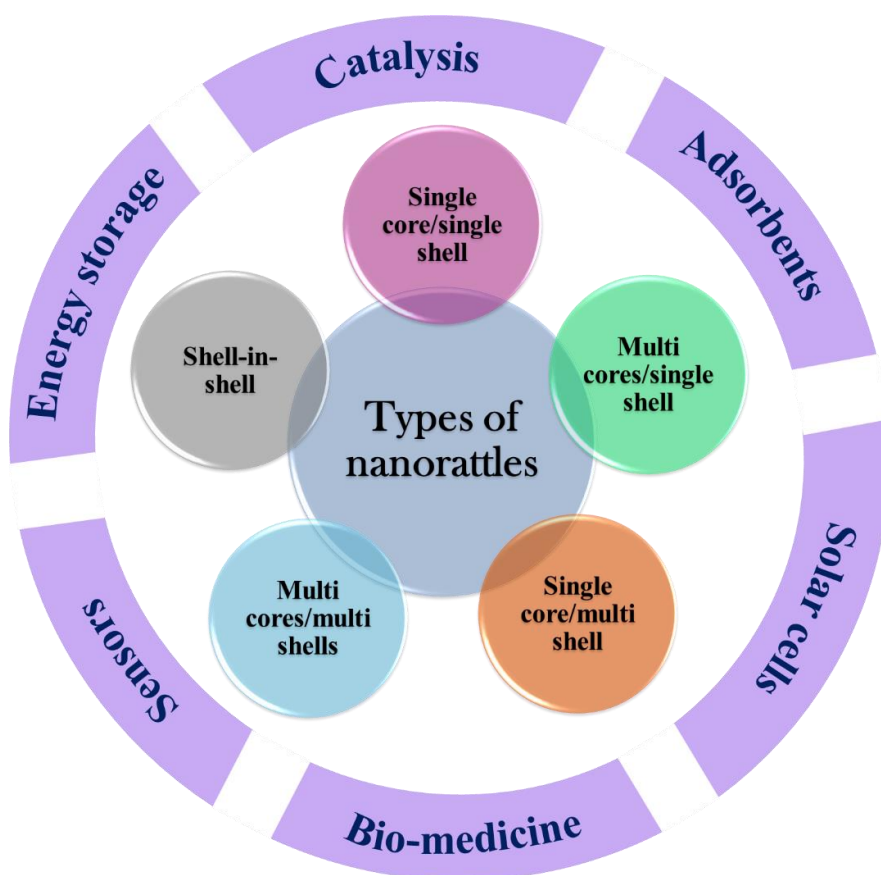 Catalysis
Adsorbents
Solar cells
Bio-medicine
Sensors
Energy storage
Single
core/single
shell
Multi
cores/single
shell
Single
core/multi
shell
Multi
cores/multi
shells
Shell-in-
shell
Types of
nanorattles